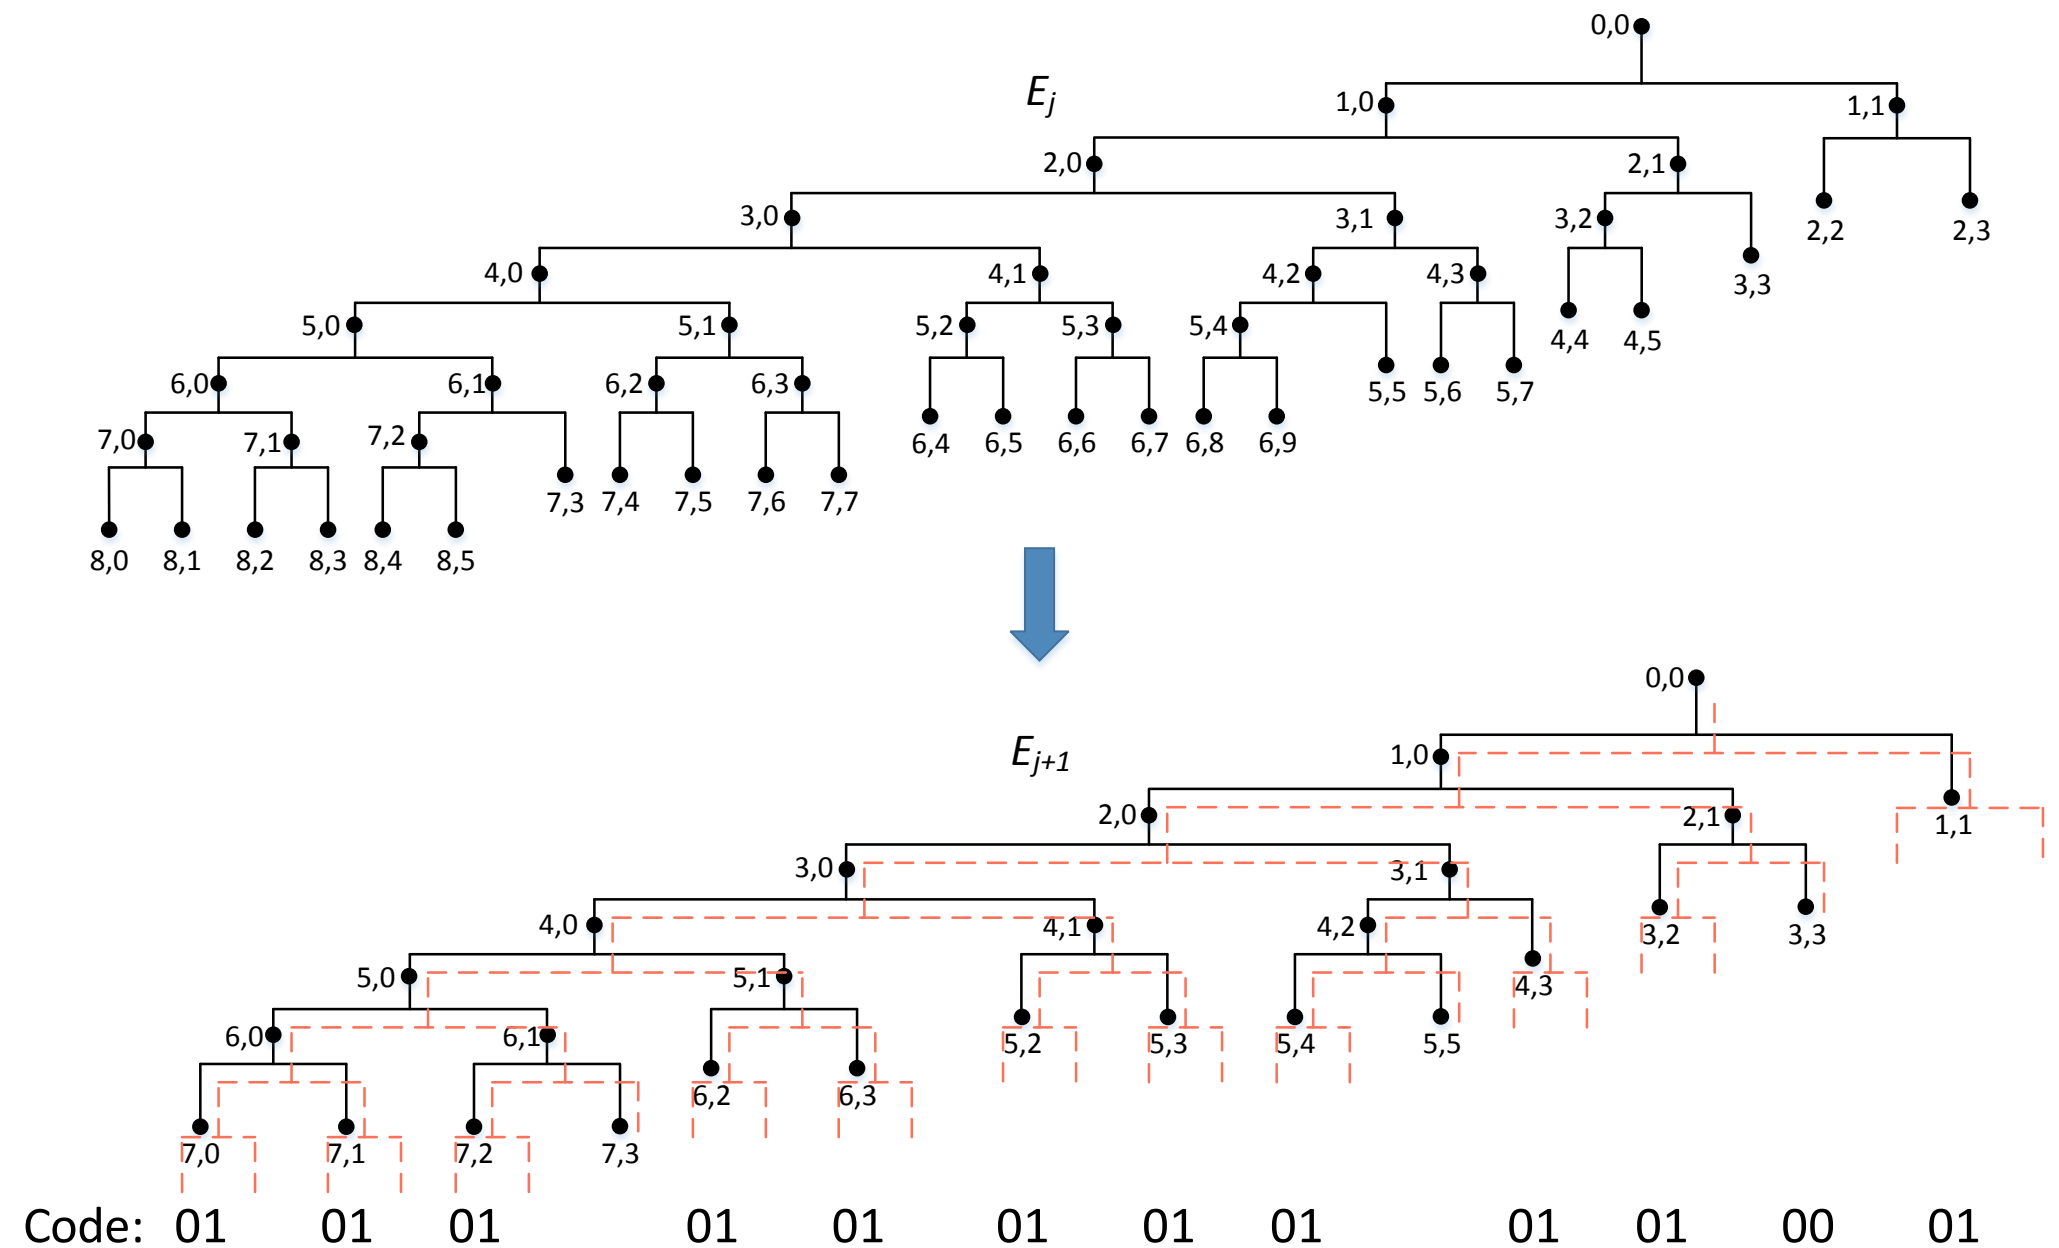 0,0
E_j
1,0 1,1
2,0 2,1
3,0 3,1 3,2 2,2 2,3
4,0 4,1 4,2 4,3 3,3
5,0 5,1 5,2 5,3 5,4 4,4 4,5
6,0 6,1 6,2 6,3 5,5 5,6 5,7
7,0 7,1 7,2 6,4 6,5 6,6 6,7 6,8 6,9
7,3 7,4 7,5 7,6 7,7
8,0 8,1 8,2 8,3 8,4 8,5
0,0
E_{j+1}
1,0
2,0 2,1 1,1
3,0 3,1
4,0 4,1 4,2 3,2 3,3
5,0 5,1 4,3
6,0 6,1 5,2 5,3 5,4 5,5
6,2 6,3
7,0 7,1 7,2 7,3
Code: 01 01 01 01 01 01 01 01 01 01 00 01